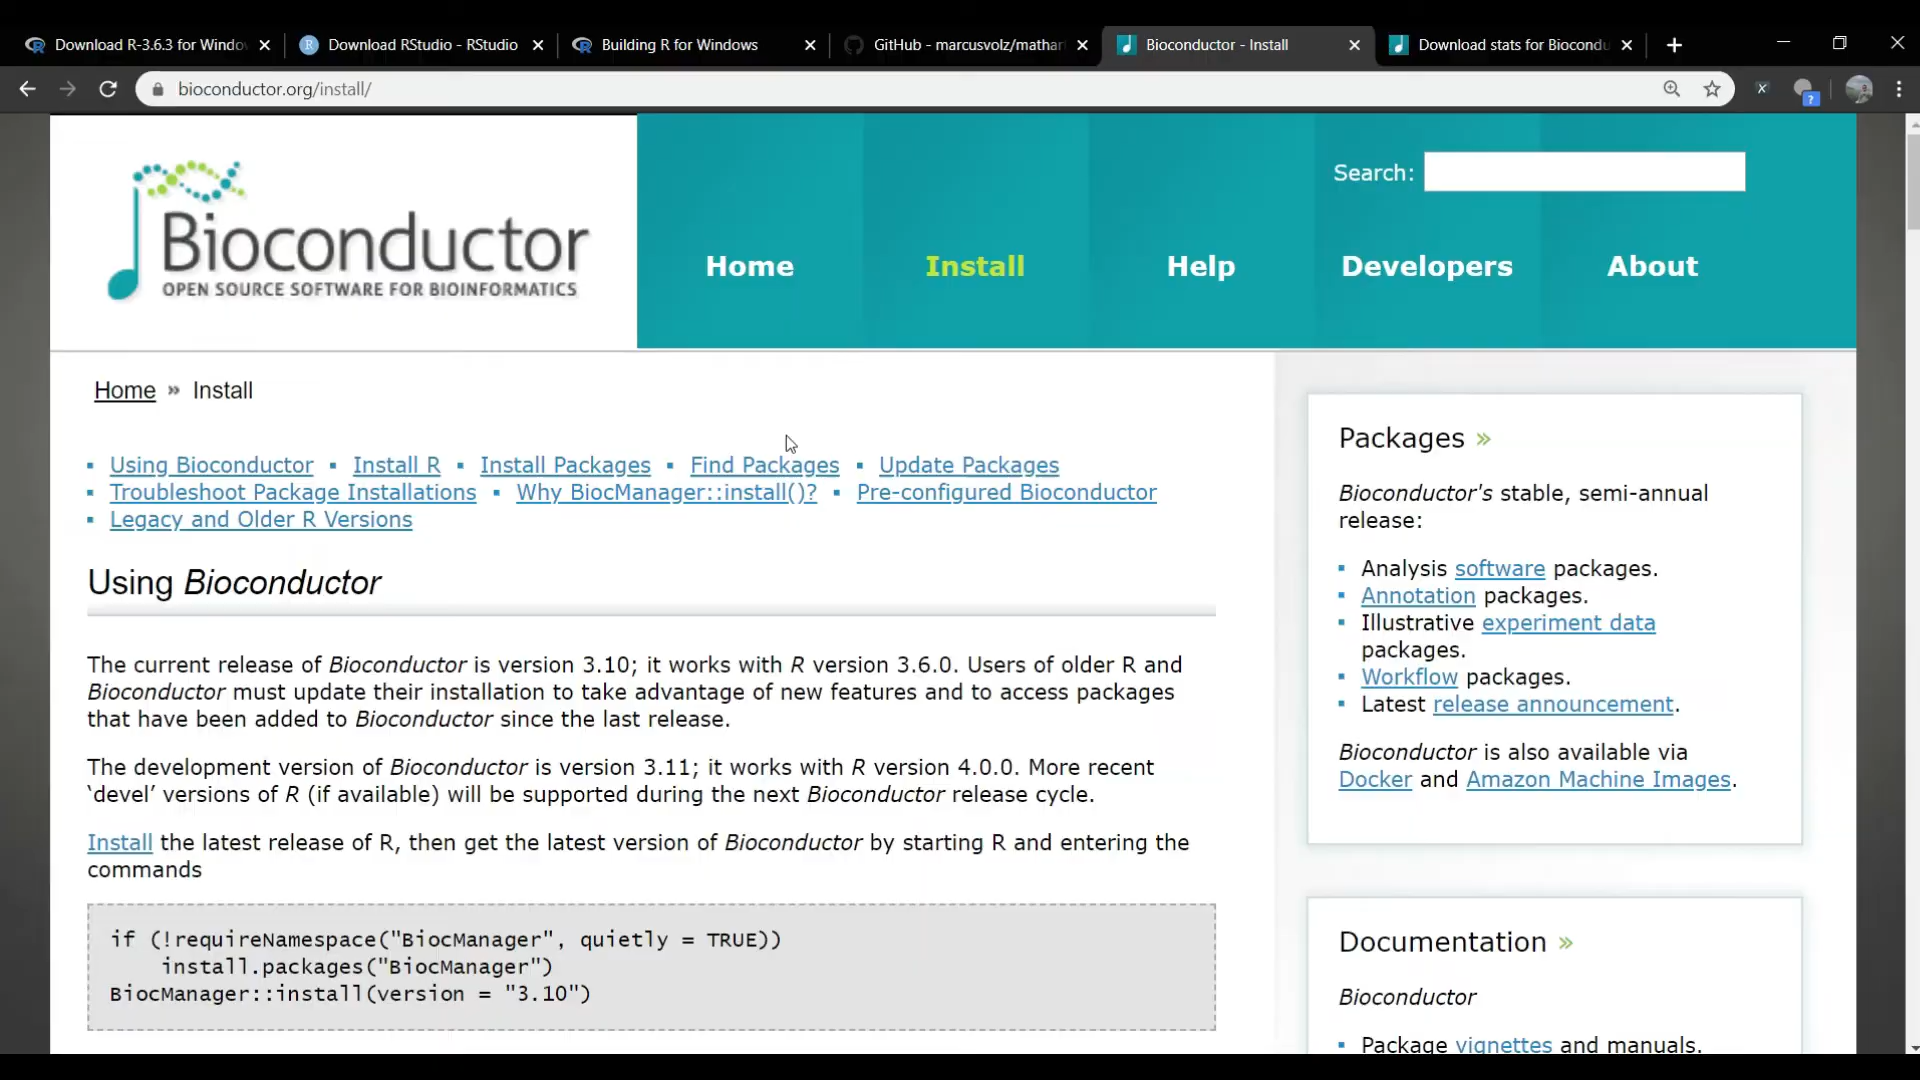 Download R-3.6.3 for Windo
Download RStudio - RStudio
Building R for Windows
GitHub - marcusvolz/mathar
Bioconductor - Install
Download stats for Biocondu
bioconductor.org/install/
Bioconductor
OPEN SOURCE SOFTWARE FOR BIOINFORMATICS
Search:
Home
Install
Help
Developers
About
Home » Install
Using Bioconductor Install R Install Packages Find Packages Update Packages
Troubleshoot Package Installations Why BiocManager::install()? Pre-configured Bioconductor
Legacy and Older R Versions
Using Bioconductor
The current release of Bioconductor is version 3.10; it works with R version 3.6.0. Users of older R and
Bioconductor must update their installation to take advantage of new features and to access packages
that have been added to Bioconductor since the last release.
The development version of Bioconductor is version 3.11; it works with R version 4.0.0. More recent
‘devel’ versions of R (if available) will be supported during the next Bioconductor release cycle.
Install the latest release of R, then get the latest version of Bioconductor by starting R and entering the
commands
if (!requireNamespace("BiocManager", quietly = TRUE))
install.packages("BiocManager")
BiocManager::install(version = "3.10")
Packages »
Bioconductor's stable, semi-annual
release:
Analysis software packages.
Annotation packages.
Illustrative experiment data
packages.
Workflow packages.
Latest release announcement.
Bioconductor is also available via
Docker and Amazon Machine Images.
Documentation »
Bioconductor
Package vignettes and manuals.